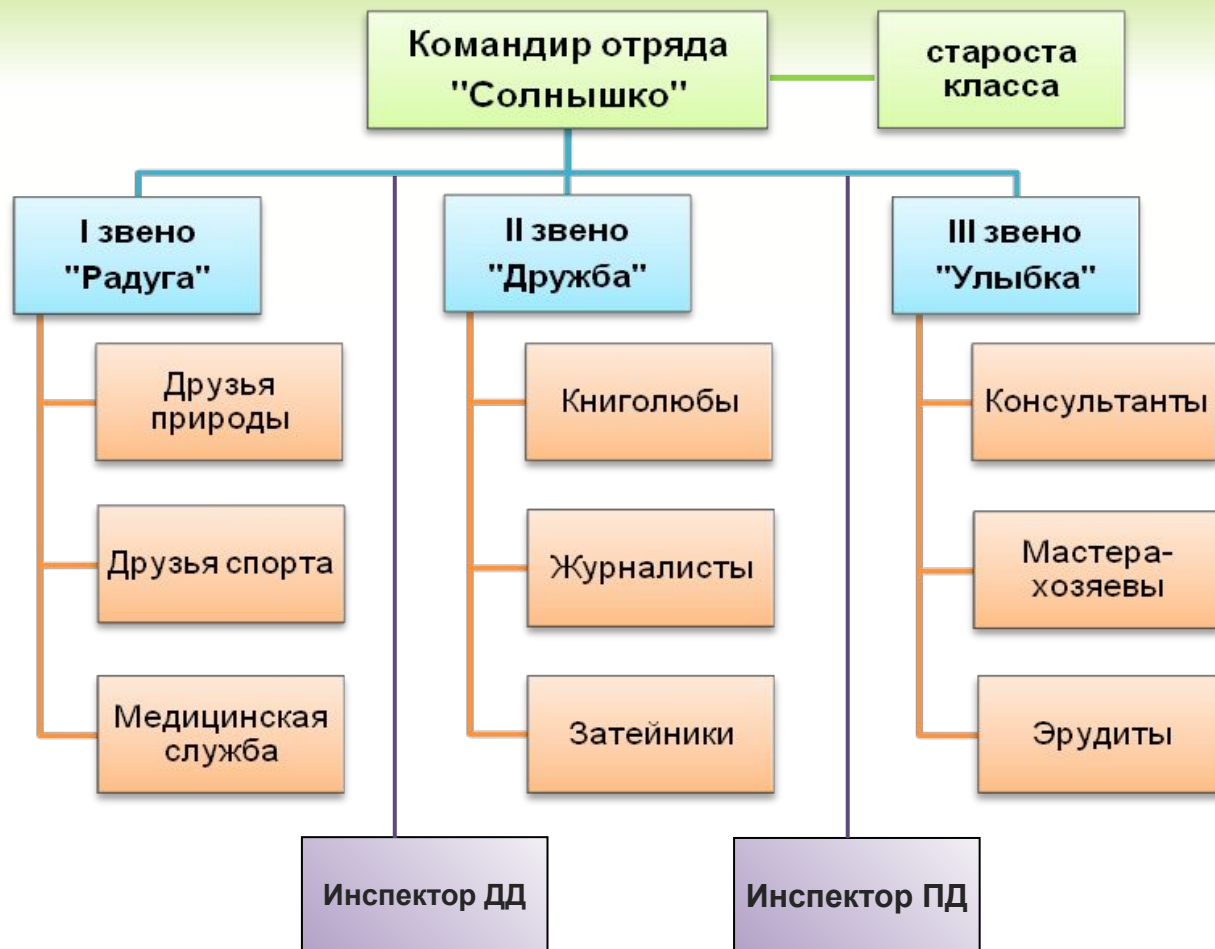 Командир отряда
"Солнышко"
староста
класса
I звено
"Радуга"
II звено
"Дружба"
III звено
"Улыбка"
Друзья
природы
Книголюбы
Консультанты
Друзья спорта
Журналисты
Мастера-
хозяевы
Медицинская
служба
Затейники
Эрудиты
Инспектор ДД
Инспектор ПД